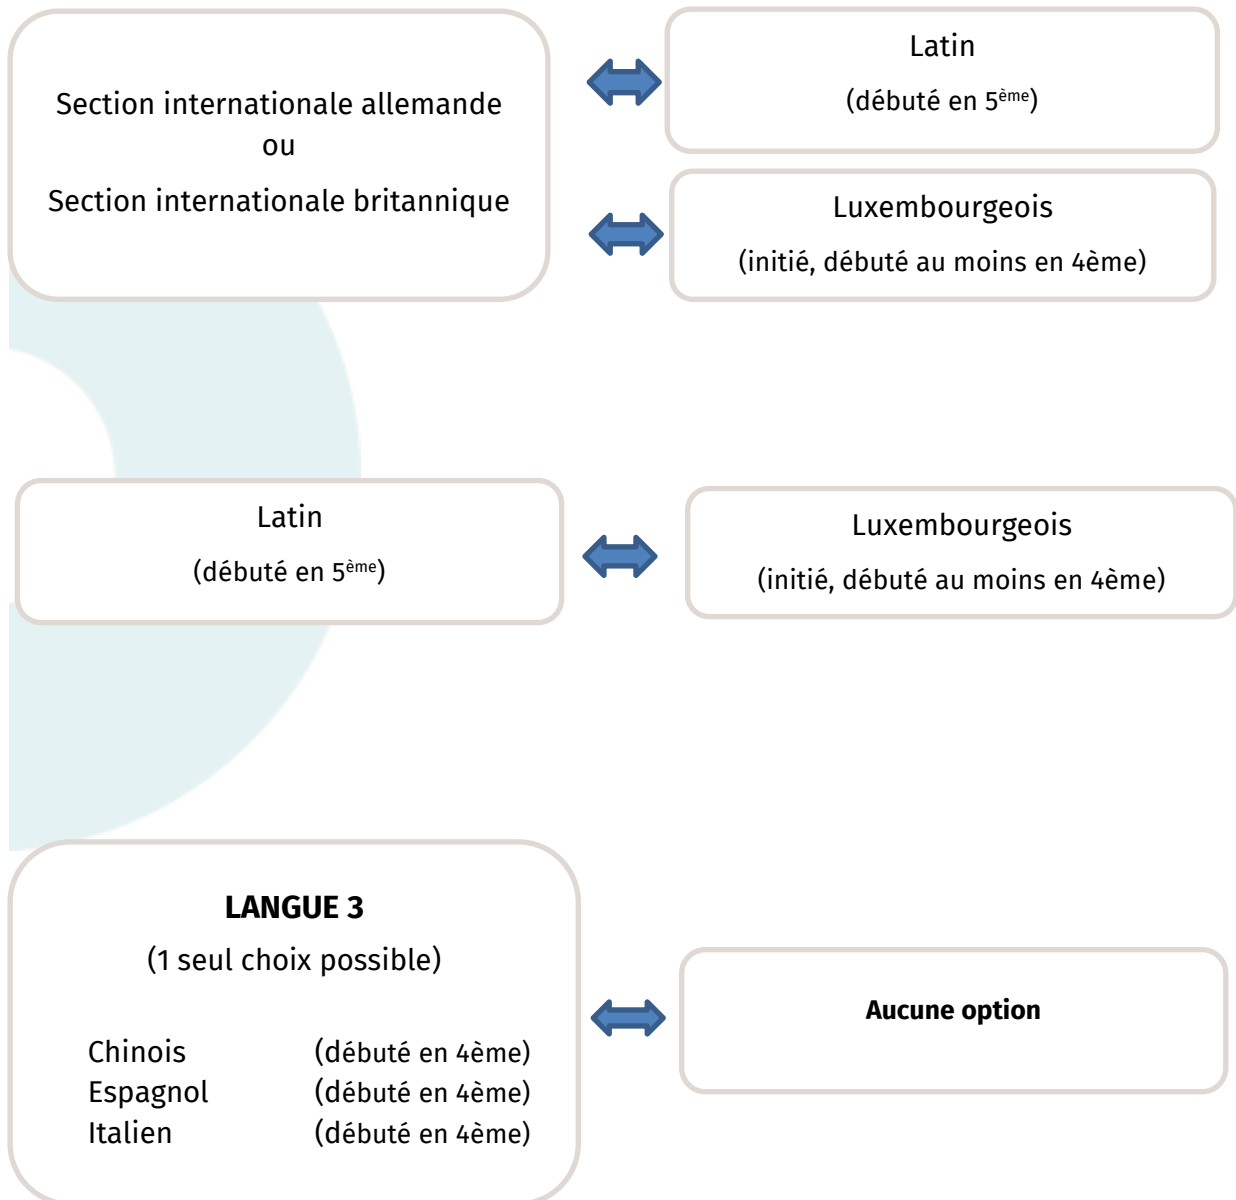 Section internationale allemande
ou
Section internationale britannique
Latin
(débuté en 5ème)
Luxembourgeois
(initié, débuté au moins en 4ème)
Latin
(débuté en 5ème)
Luxembourgeois
(initié, débuté au moins en 4ème)
LANGUE 3
(1 seul choix possible)
Chinois (débuté en 4ème)
Espagnol (débuté en 4ème)
Italien (débuté en 4ème)
Aucune option